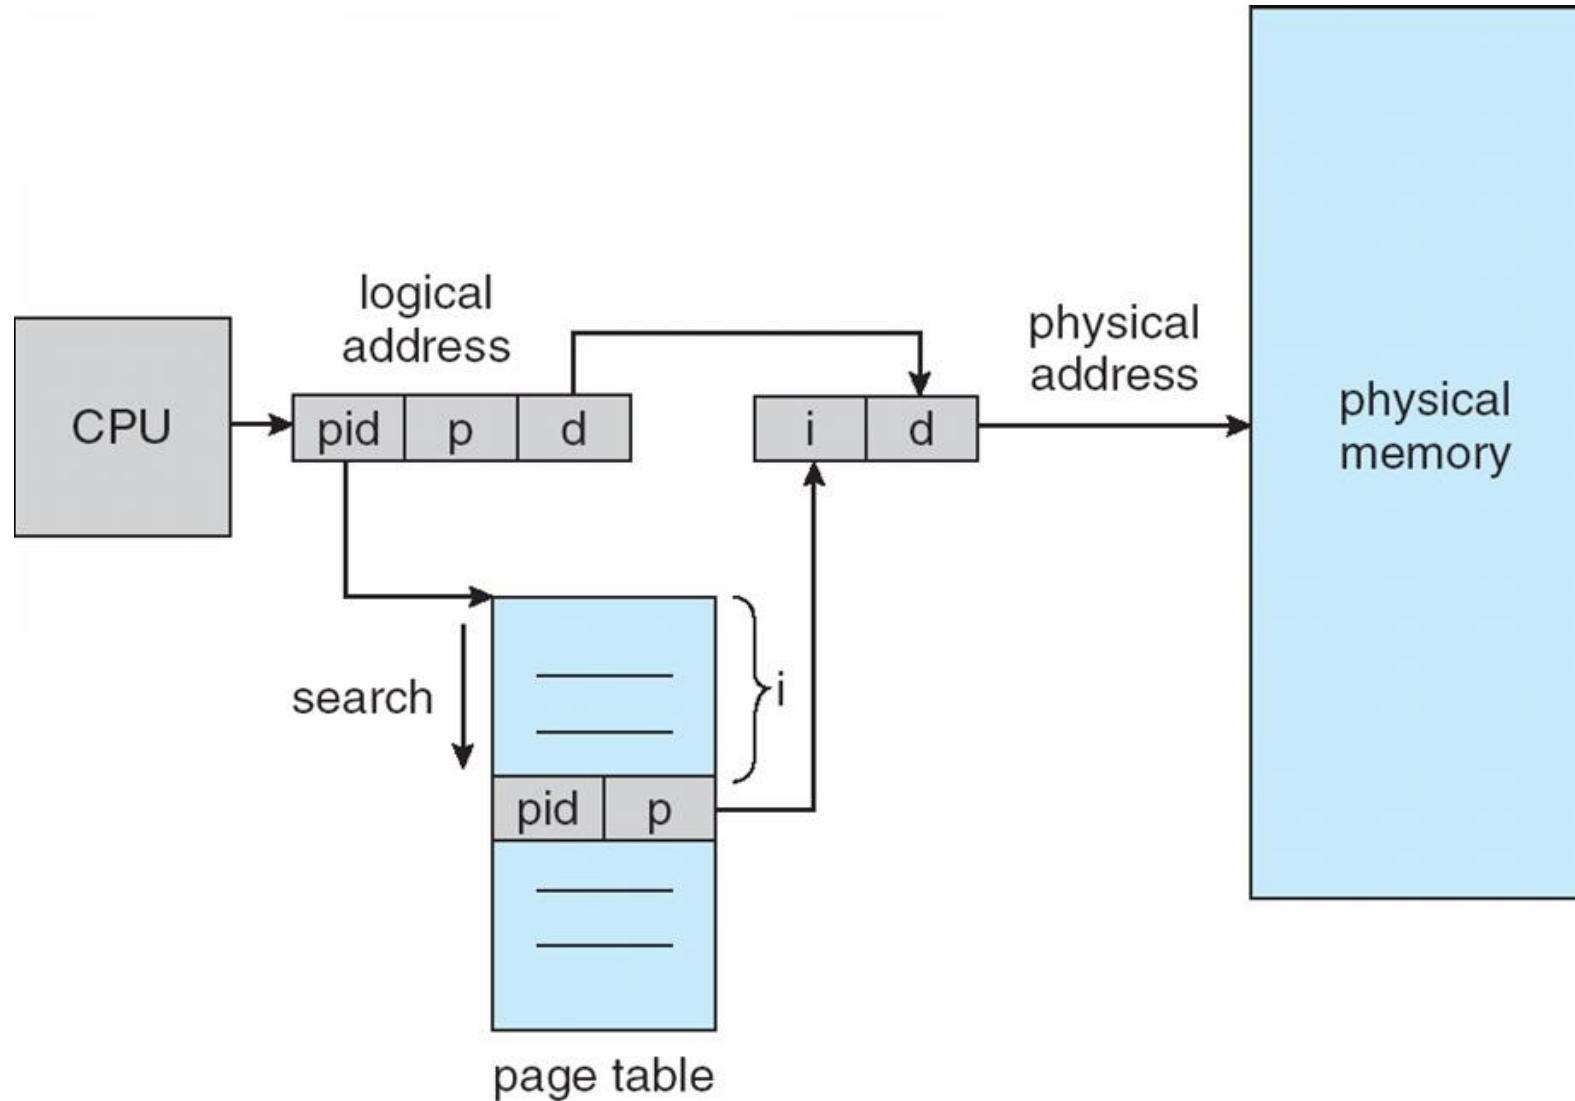 logical
address
CPU
pid p d
i d
physical
address
physical
memory
search
i
pid p
page table